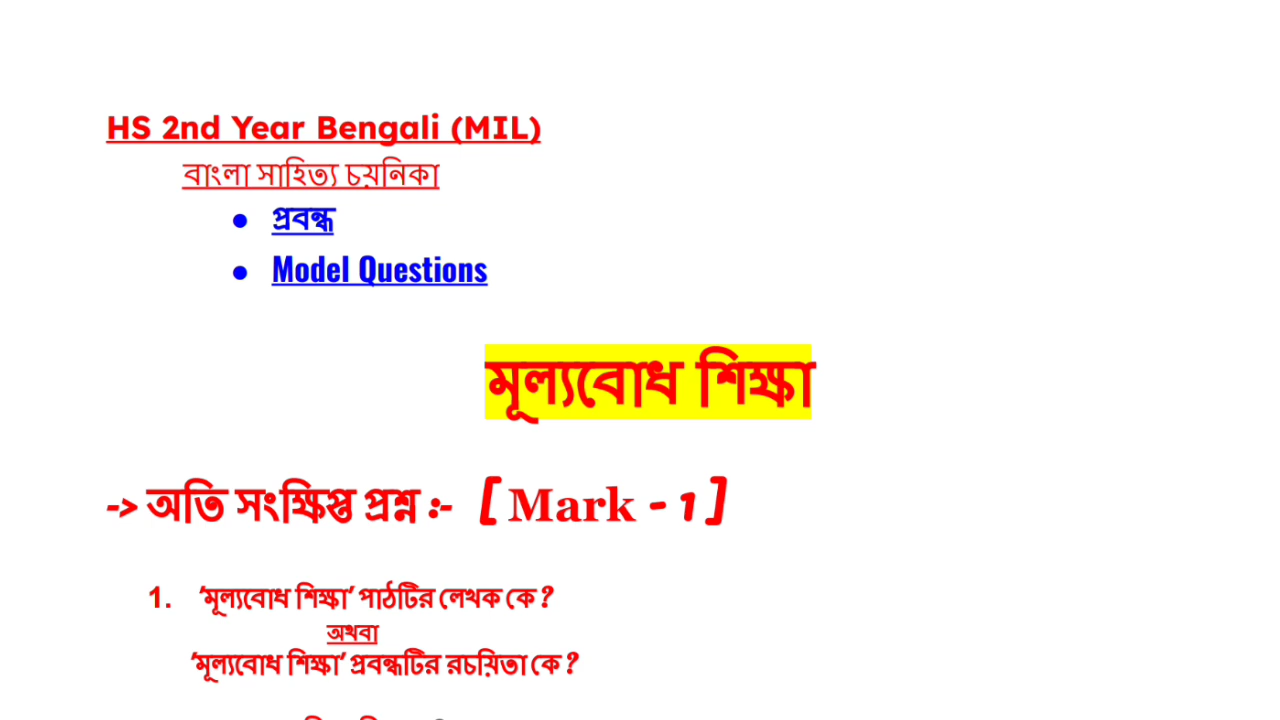 HS 2nd Year Bengali (MIL)
বাংলা সাহিত্য চয়নিকা
● প্রবন্ধ
● Model Questions
মূল্যবোধ শিক্ষা
-> অতি সংক্ষিপ্ত প্রশ্ন :- [ Mark - 1 ]
1. ‘মূল্যবোধ শিক্ষা’ পাঠটির লেখক কে ?
অথবা
‘মূল্যবোধ শিক্ষা’ প্রবন্ধটির রচয়িতা কে ?